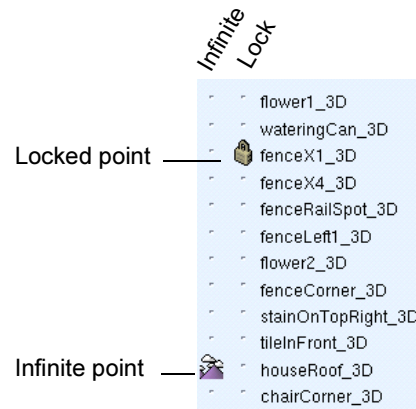 Infinite
Lock
flower1_3D
wateringCan_3D
Locked point
fenceX1_3D
fenceX4_3D
fenceRailSpot_3D
fenceLeft1_3D
flower2_3D
fenceCorner_3D
stainOnTopRight_3D
tileInFront_3D
Infinite point
houseRoof_3D
chairCorner_3D